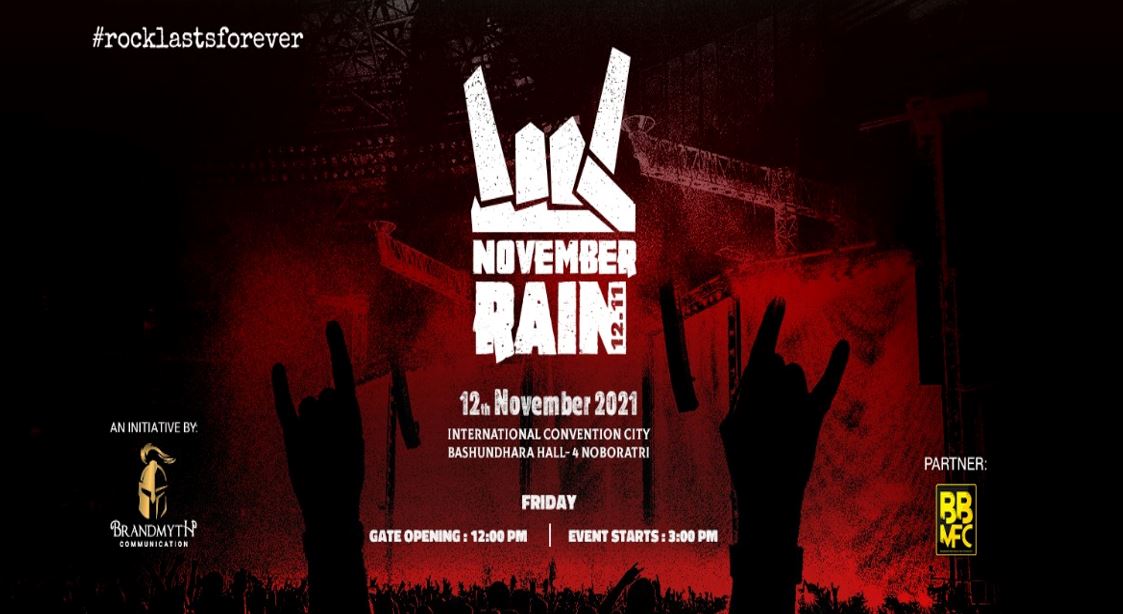 #rocklastsforever
NOVEMBER
RAIN
12.11
12th November 2021
INTERNATIONAL CONVENTION CITY
BASHUNDHARA HALL-4 NOBORATRI
AN INITIATIVE BY:
BRANDMYTH
COMMUNICATION
PARTNER:
BB
MFC
FRIDAY
GATE OPENING : 12:00 PM | EVENT STARTS : 3:00 PM